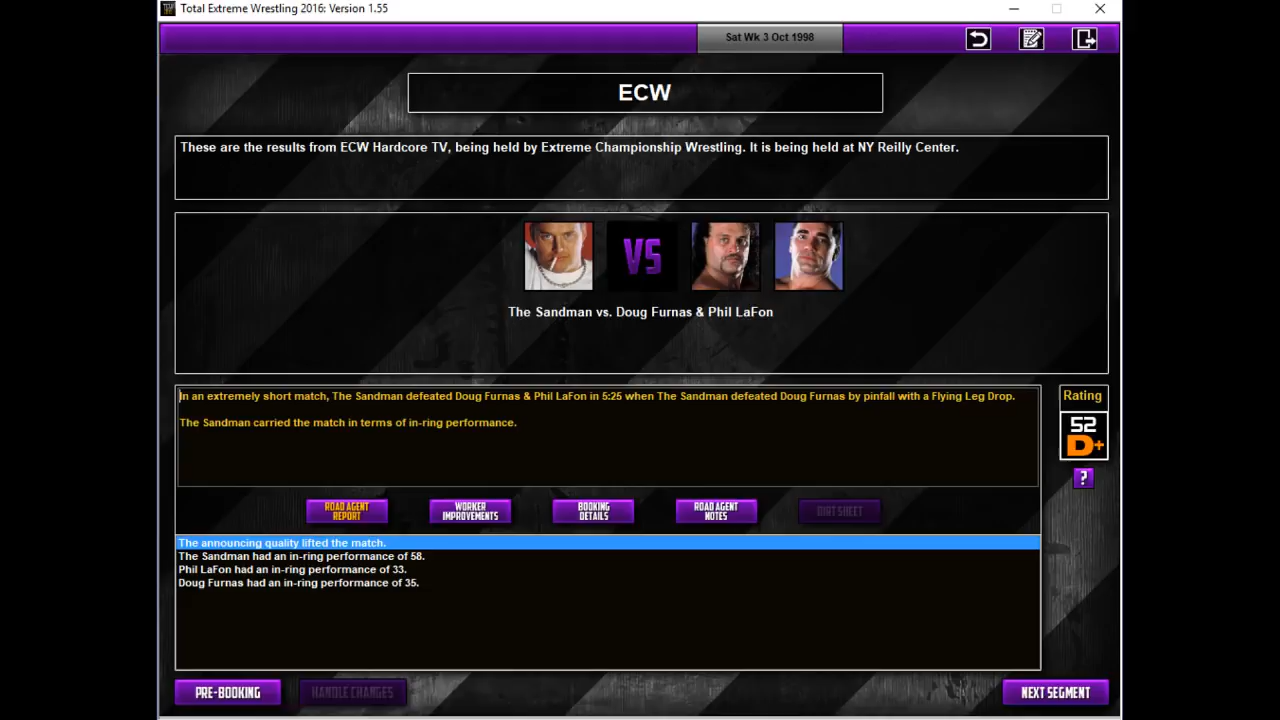 Total Extreme Wrestling 2016: Version 1.55
Sat Wk 3 Oct 1998
ECW
These are the results from ECW Hardcore TV, being held by Extreme Championship Wrestling. It is being held at NY Reilly Center.
VS
The Sandman vs. Doug Furnas & Phil LaFon
In an extremely short match, The Sandman defeated Doug Furnas & Phil LaFon in 5:25 when The Sandman defeated Doug Furnas by pinfall with a Flying Leg Drop.
The Sandman carried the match in terms of in-ring performance.
Rating
52
D+
?
ROAD AGENT REPORT
WORKER IMPROVEMENTS
BOOKING DETAILS
ROAD AGENT NOTES
DIRT SHEET
The announcing quality lifted the match.
The Sandman had an in-ring performance of 58.
Phil LaFon had an in-ring performance of 33.
Doug Furnas had an in-ring performance of 35.
PRE-BOOKING
HANDLE CHANGES
NEXT SEGMENT